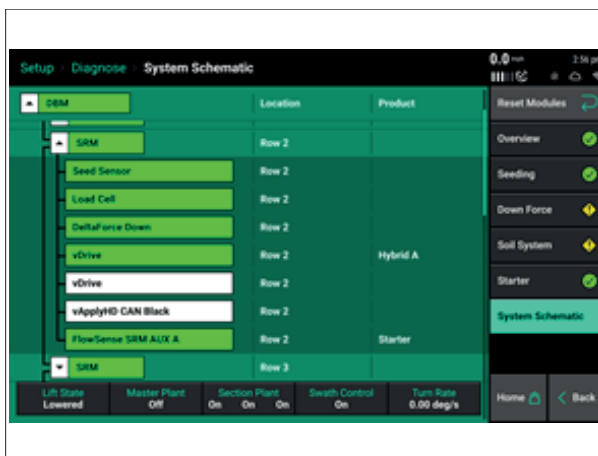 Setup Diagnose System Schematic
0.0 mph 2:56 pm
DBM Location Product
Reset Modules
SRM Row 2
Overview
Seed Sensor Row 2
Seeding
Load Cell Row 2
Down Force
DeltaForce Down Row 2
Soil System
vDrive Row 2 Hybrid A
Starter
vDrive Row 2
System Schematic
vApplyHD CAN Black Row 2
FlowSense SRM AUX A Row 2 Starter
SRM Row 3
Lift State Master Plant Section Plant Swath Control Turn Rate
Lowered Off On On On On 0.00 deg/s
Home Back